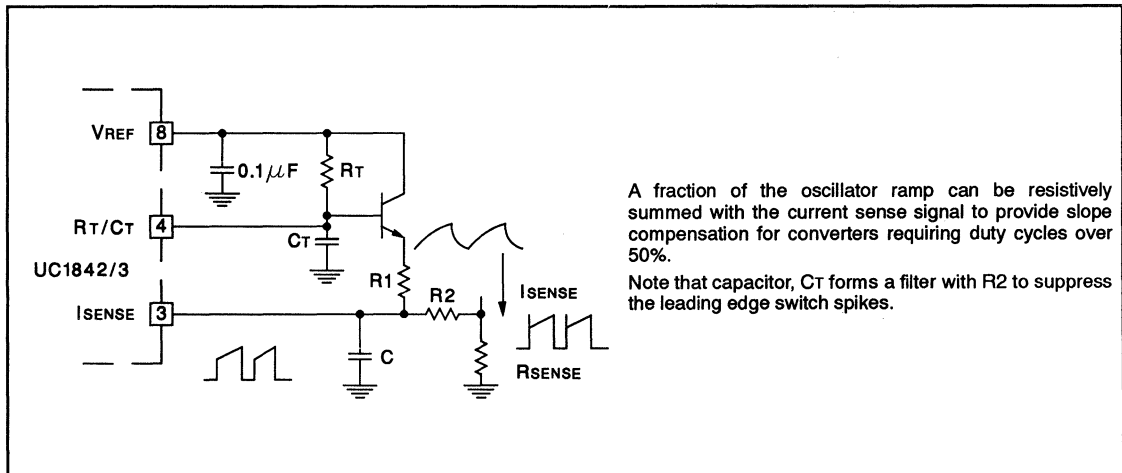 VREF 8
0.1µF
RT
RT/CT 4
CT
UC1842/3
R1
R2
ISENSE
ISENSE 3
C
RSENSE
A fraction of the oscillator ramp can be resistively
summed with the current sense signal to provide slope
compensation for converters requiring duty cycles over
50%.
Note that capacitor, CT forms a filter with R2 to suppress
the leading edge switch spikes.